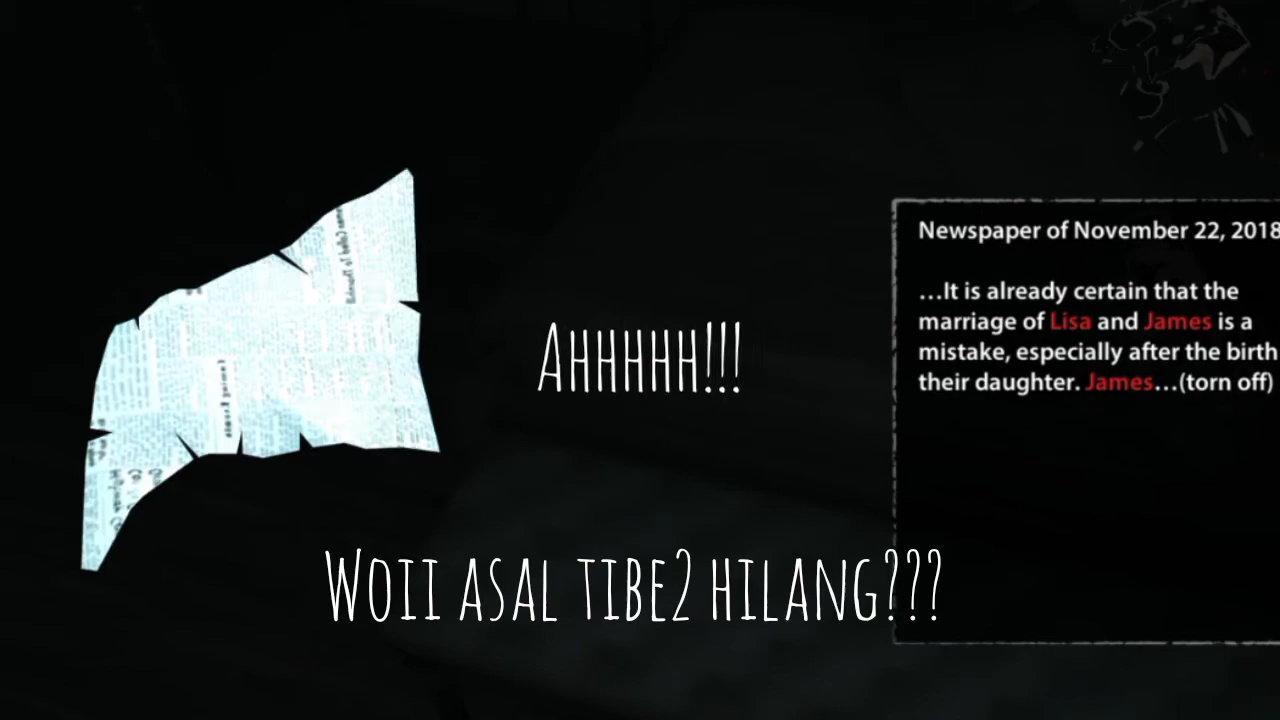 Newspaper of November 22, 2018
...It is already certain that the
marriage of Lisa and James is a
mistake, especially after the birth
their daughter. James...(torn off)
AHHHHH!!!
WOII ASAL TIBE2 HILANG???